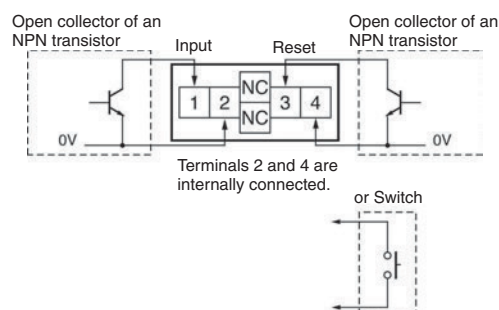 Open collector of an
NPN transistor
Input
Reset
Open collector of an
NPN transistor
NC
1 2 3 4
NC
0V
0V
Terminals 2 and 4 are
internally connected.
or Switch